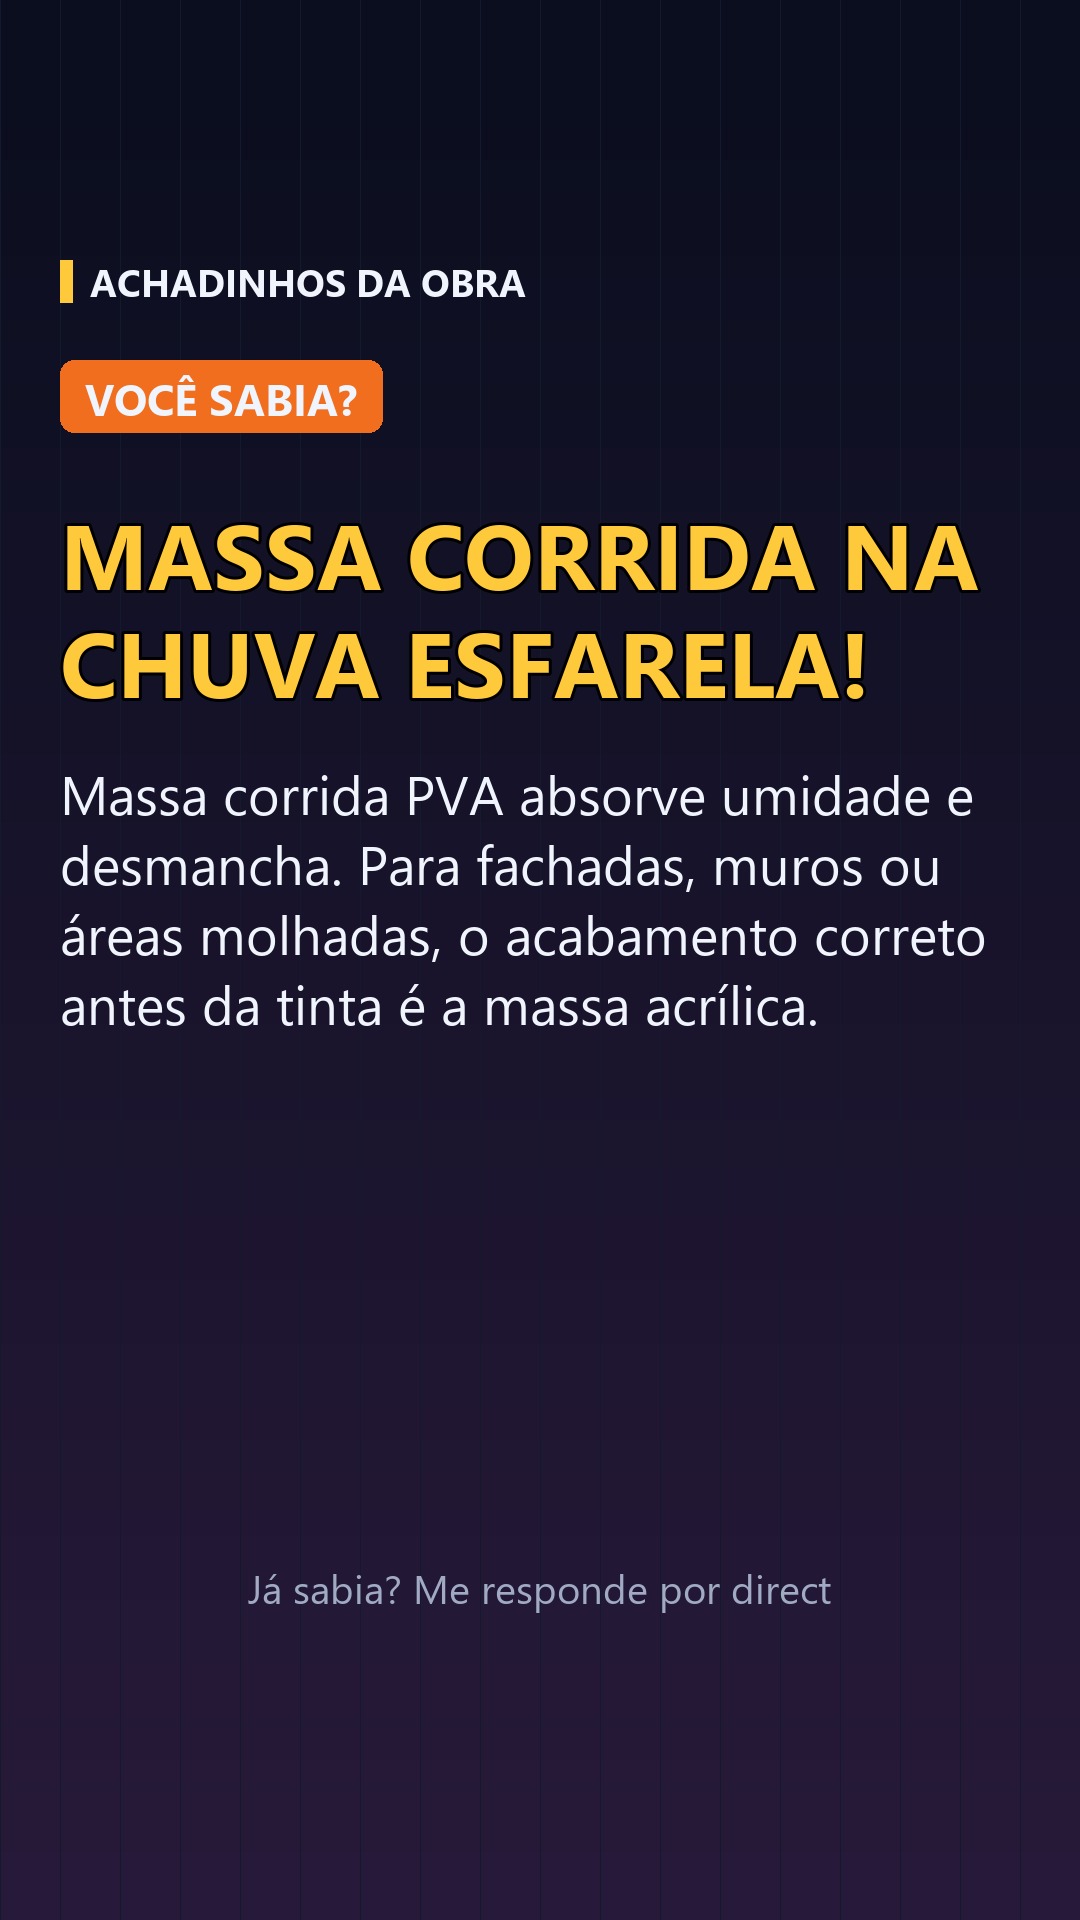 ACHADINHOS DA OBRA
VOCÊ SABIA?
MASSA CORRIDA NA
CHUVA ESFARELA!
Massa corrida PVA absorve umidade e
desmancha. Para fachadas, muros ou
áreas molhadas, o acabamento correto
antes da tinta é a massa acrílica.
Já sabia? Me responde por direct